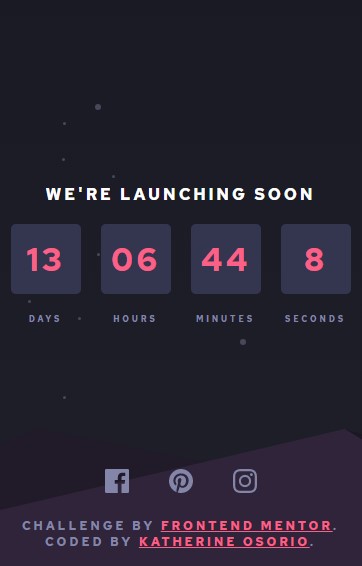 WE'RE LAUNCHING SOON
13 06 44 8
DAYS HOURS MINUTES SECONDS
CHALLENGE BY FRONTEND MENTOR.
CODED BY KATHERINE OSORIO.